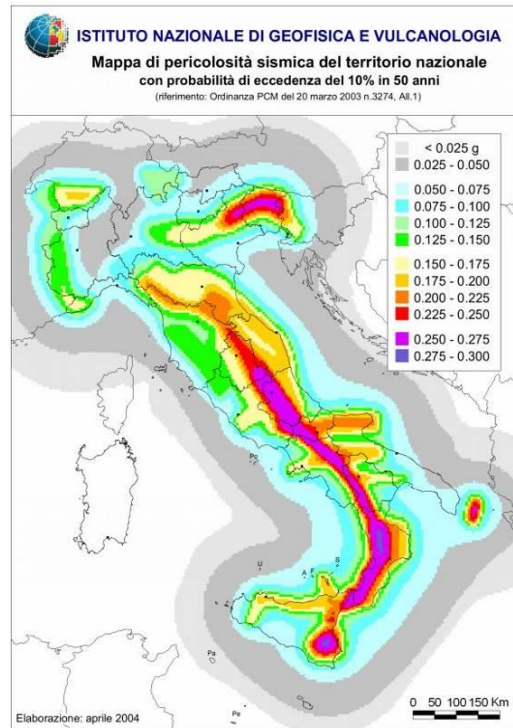 ISTITUTO NAZIONALE DI GEOFISICA E VULCANOLOGIA
Mappa di pericolosità sismica del territorio nazionale
con probabilità di eccedenza del 10% in 50 anni
(riferimento: Ordinanza PCM del 20 marzo 2003 n.3274, All.1)
< 0.025 g
0.025 - 0.050
0.050 - 0.075
0.075 - 0.100
0.100 - 0.125
0.125 - 0.150
0.150 - 0.175
0.175 - 0.200
0.200 - 0.225
0.225 - 0.250
0.250 - 0.275
0.275 - 0.300
Po
U
A
F
S
Pa
Pe
Elaborazione: aprile 2004
0 50 100 150 Km